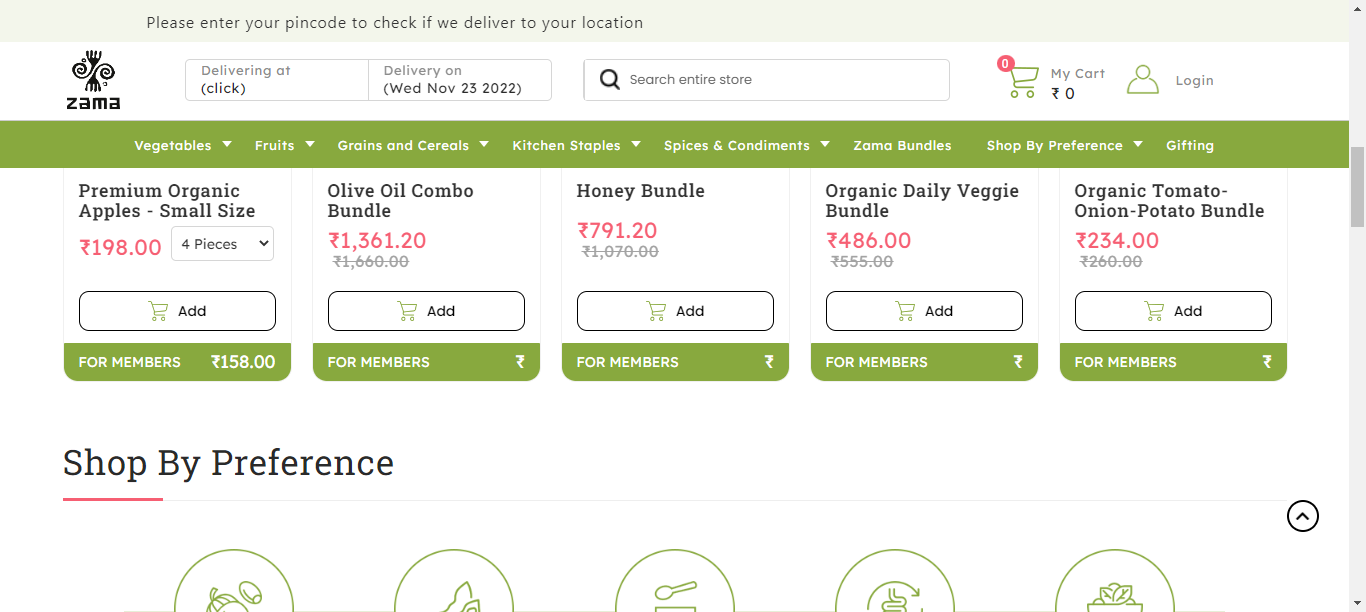 Please enter your pincode to check if we deliver to your location
zama
Delivering at
(click)
Delivery on
(Wed Nov 23 2022)
Search entire store
0
My Cart
₹ 0
Login
Vegetables Fruits Grains and Cereals Kitchen Staples Spices & Condiments Zama Bundles Shop By Preference Gifting
Premium Organic
Apples - Small Size
₹198.00 4 Pieces
Add
FOR MEMBERS ₹158.00
Olive Oil Combo
Bundle
₹1,361.20
₹1,660.00
Add
FOR MEMBERS ₹
Honey Bundle
₹791.20
₹1,070.00
Add
FOR MEMBERS ₹
Organic Daily Veggie
Bundle
₹486.00
₹555.00
Add
FOR MEMBERS ₹
Organic Tomato-
Onion-Potato Bundle
₹234.00
₹260.00
Add
FOR MEMBERS ₹
Shop By Preference